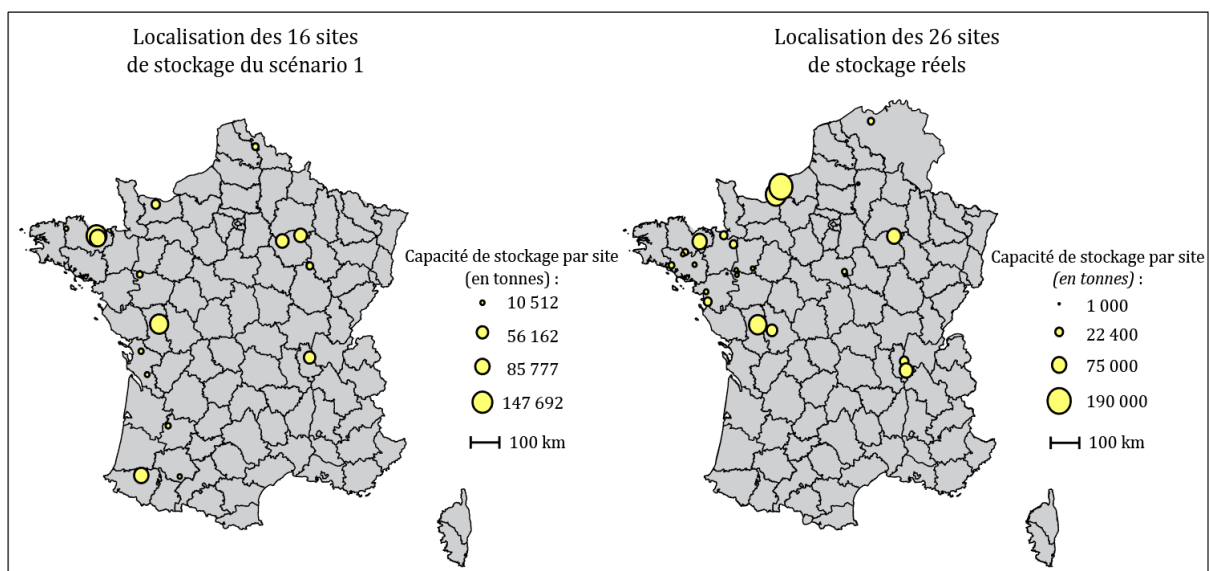 Localisation des 16 sites
de stockage du scénario 1
Localisation des 26 sites
de stockage réels
Capacité de stockage par site
(en tonnes) :
10 512
56 162
85 777
147 692
100 km
Capacité de stockage par site
(en tonnes) :
1 000
22 400
75 000
190 000
100 km